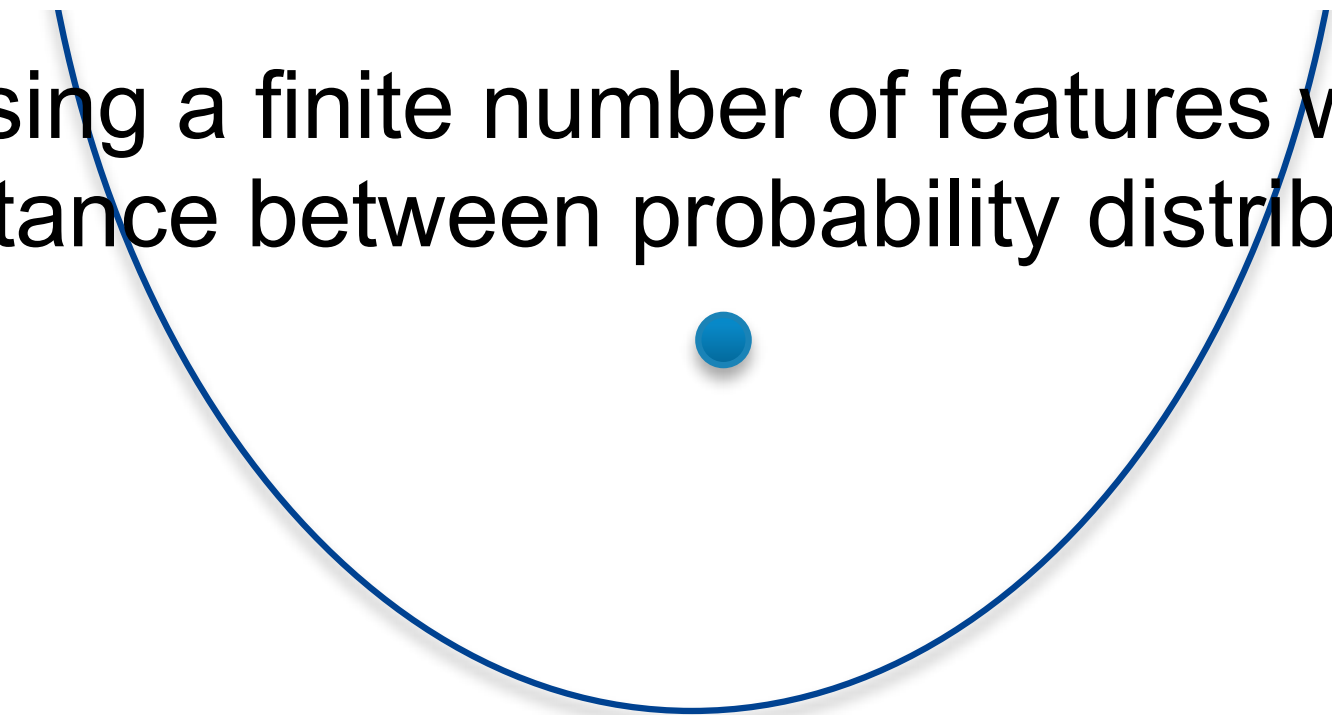 sing a finite number of features
tance between probability distrib